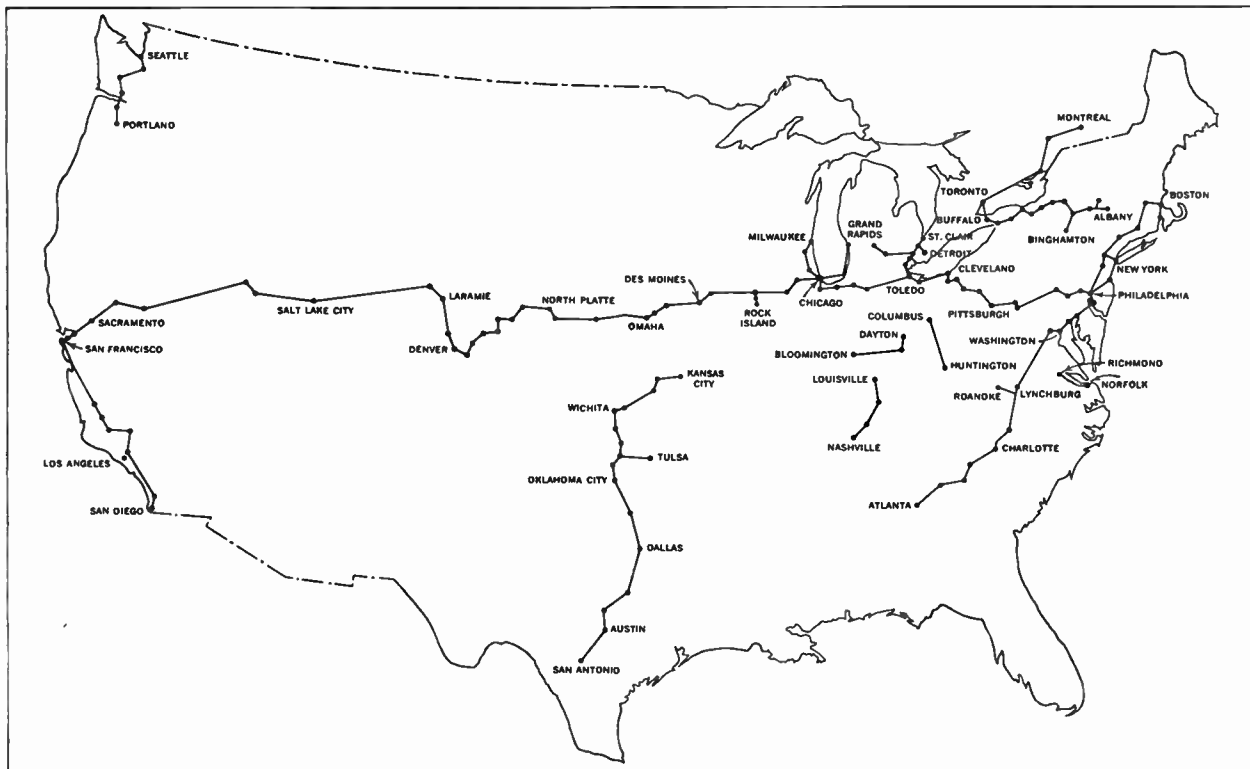 SEATTLE
PORTLAND
MONTREAL
TORONTO
BOSTON
BUFFALO
ALBANY
GRAND
RAPIDS
MILWAUKEE
ST. CLAIR
BINGHAMTON
DETROIT
NEW YORK
CLEVELAND
DES MOINES
LARAMIE
NORTH PLATTE
SALT LAKE CITY
SACRAMENTO
OMAHA
ROCK
ISLAND
CHICAGO
TOLEDO
PHILADELPHIA
PITTSBURGH
COLUMBUS
DAYTON
WASHINGTON
SAN FRANCISCO
DENVER
BLOOMINGTON
HUNTINGTON
RICHMOND
KANSAS
CITY
LOUISVILLE
ROANOKE
LYNCHBURG
NORFOLK
WICHITA
NASHVILLE
CHARLOTTE
LOS ANGELES
TULSA
OKLAHOMA CITY
SAN DIEGO
ATLANTA
DALLAS
AUSTIN
SAN ANTONIO